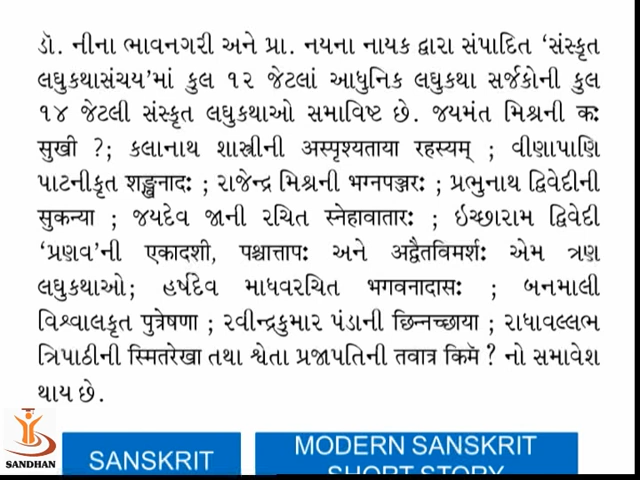 ડૉ. નીના ભાવનગરી અને પ્રા. નયના નાયક દ્વારા સંપાદિત ‘સંસ્કૃત
લઘુકથાસંચય’માં કુલ ૧૨ જેટલાં આધુનિક લઘુકથા સર્જકોની કુલ
૧૪ જેટલી સંસ્કૃત લઘુકથાઓ સમાવિષ્ટ છે. જયમંત મિશ્રની कः
સુखी ?; કલાનાથ શાસ્ત્રીની अस्पृश्यताया रहस्यम् ; વીણાપાણિ
પાટનીકૃત शङ्खनादः ; રાજેન્દ્ર મિશ્રની भग्नपञ्जरः ; પ્રભુનાથ દ્વિવેદીની
सुकन्या ; જયદેવ જાની રચિત स्नेहावातारः ; ઇચ્છારામ દ્વિવેદી
‘પ્રણવ’ની एकादशी, पश्चात्तापः અને अद्वैतविमर्शः એમ ત્રણ
લઘુકથાઓ; હર્ષદેવ માધવરચિત भगवनादासः ; બનમાલી
વિશ્વાલકૃત पुत्रेषणा ; રવીન્દ્રકુમાર પંડાની छिन्नच्छाया ; રાધાવલ્લભ
ત્રિપાઠીની स्मितरेखा તથા શ્વેતા પ્રજાપતિની तवात्र किमॅ ? નો સમાવેશ
થાય છે.
SANDHAN
SANSKRIT
MODERN SANSKRIT
SHORT STORY